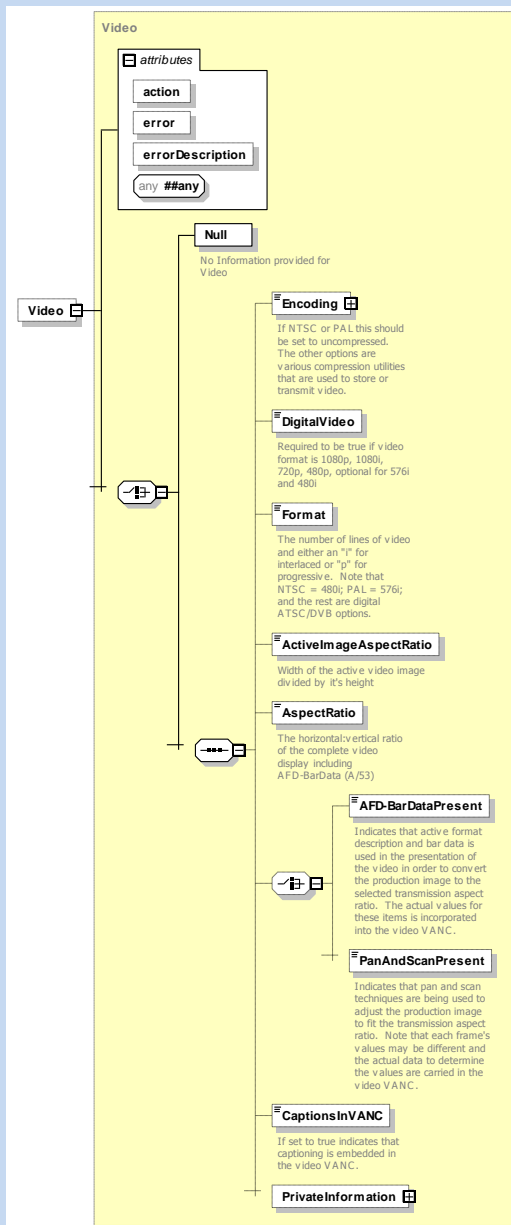 Video
attributes
action
error
errorDescription
any ##any
Null
No Information provided for
Video
Video
Encoding
If NTSC or PAL this should
be set to uncompressed.
The other options are
various compression utilities
that are used to store or
transmit video.
DigitalVideo
Required to be true if video
format is 1080p, 1080i,
720p, 480p, optional for 576i
and 480i
Format
The number of lines of video
and either an "i" for
interlaced or "p" for
progressive. Note that
NTSC = 480i; PAL = 576i;
and the rest are digital
ATSC/DVB options.
ActiveImageAspectRatio
Width of the active video image
divided by it's height
AspectRatio
The horizontal:vertical ratio
of the complete video
display including
AFD-BarData (A/53)
AFD-BarDataPresent
Indicates that active format
description and bar data is
used in the presentation of
the video in order to convert
the production image to the
selected transmission aspect
ratio. The actual values for
these items is incorporated
into the video VANC.
PanAndScanPresent
Indicates that pan and scan
techniques are being used to
adjust the production image
to fit the transmission aspect
ratio. Note that each frame's
values may be different and
the actual data to determine
the values are carried in the
video VANC.
CaptionsInVANC
If set to true indicates that
captioning is embedded in
the video VANC.
PrivateInformation